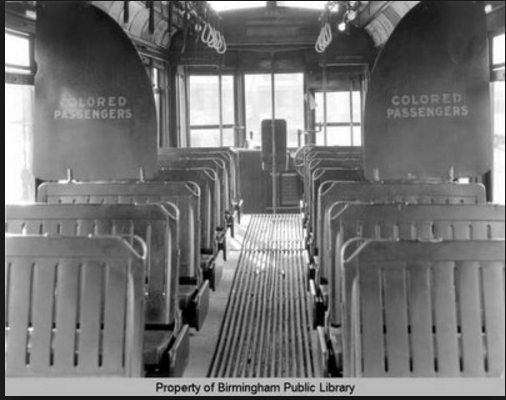 COLORED
PASSENGERS
COLORED
PASSENGERS
Property of Birmingham Public Library